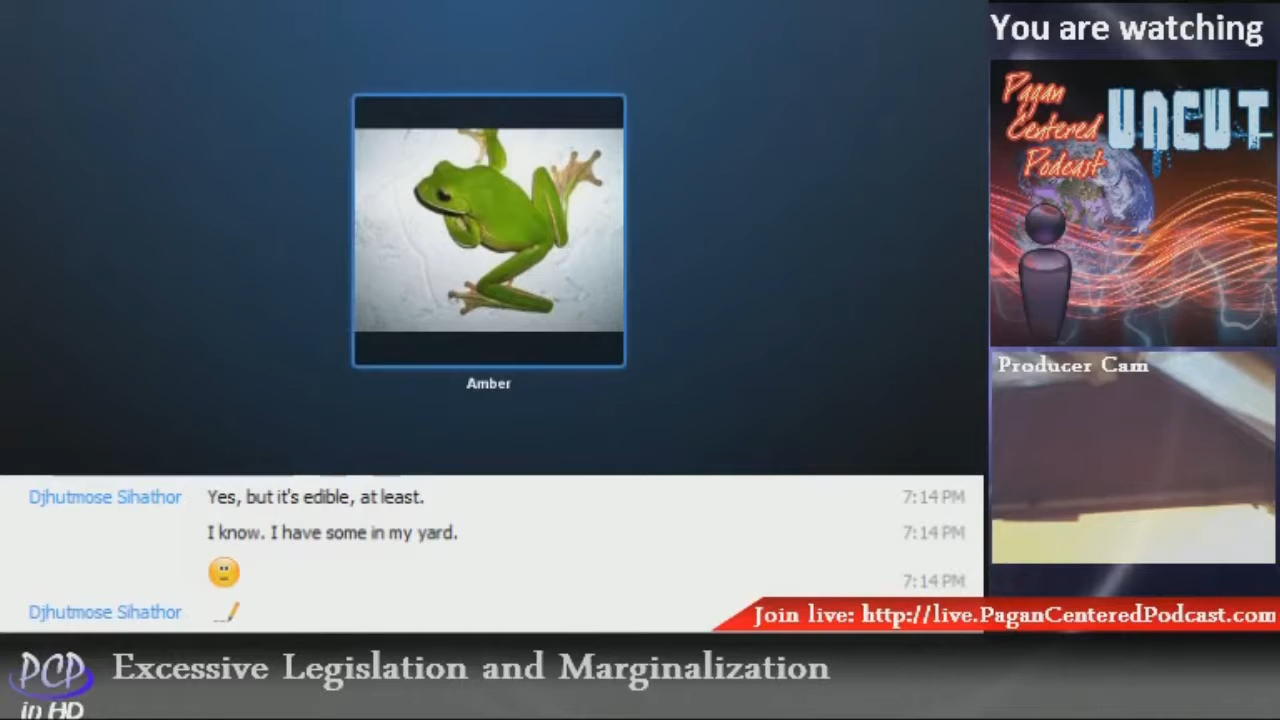 You are watching
Pagan
Centered
Podcast
UNCUT
Producer Cam
Amber
Djhutmose Sihathor Yes, but it's edible, at least. 7:14 PM
I know. I have some in my yard. 7:14 PM
7:14 PM
Djhutmose Sihathor
Join live: http://live.PaganCenteredPodcast.com
PCP
in HD
Excessive Legislation and Marginalization